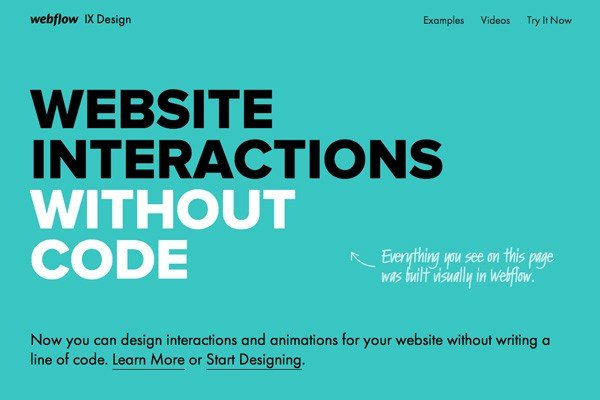 webflow IX Design
Examples Videos Try It Now
WEBSITE
INTERACTIONS
WITHOUT
CODE
Everything you see on this page
was built visually in Webflow.
Now you can design interactions and animations for your website without writing a
line of code. Learn More or Start Designing.